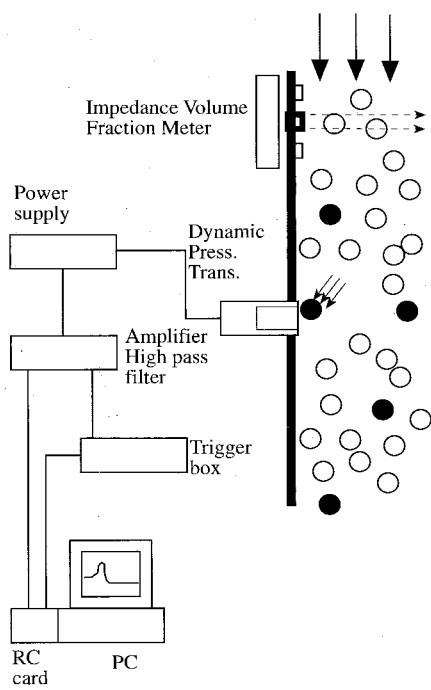 Impedance Volume
Fraction Meter
Power
supply
Dynamic
Press.
Trans.
Amplifier
High pass
filter
Trigger
box
RC
card
PC